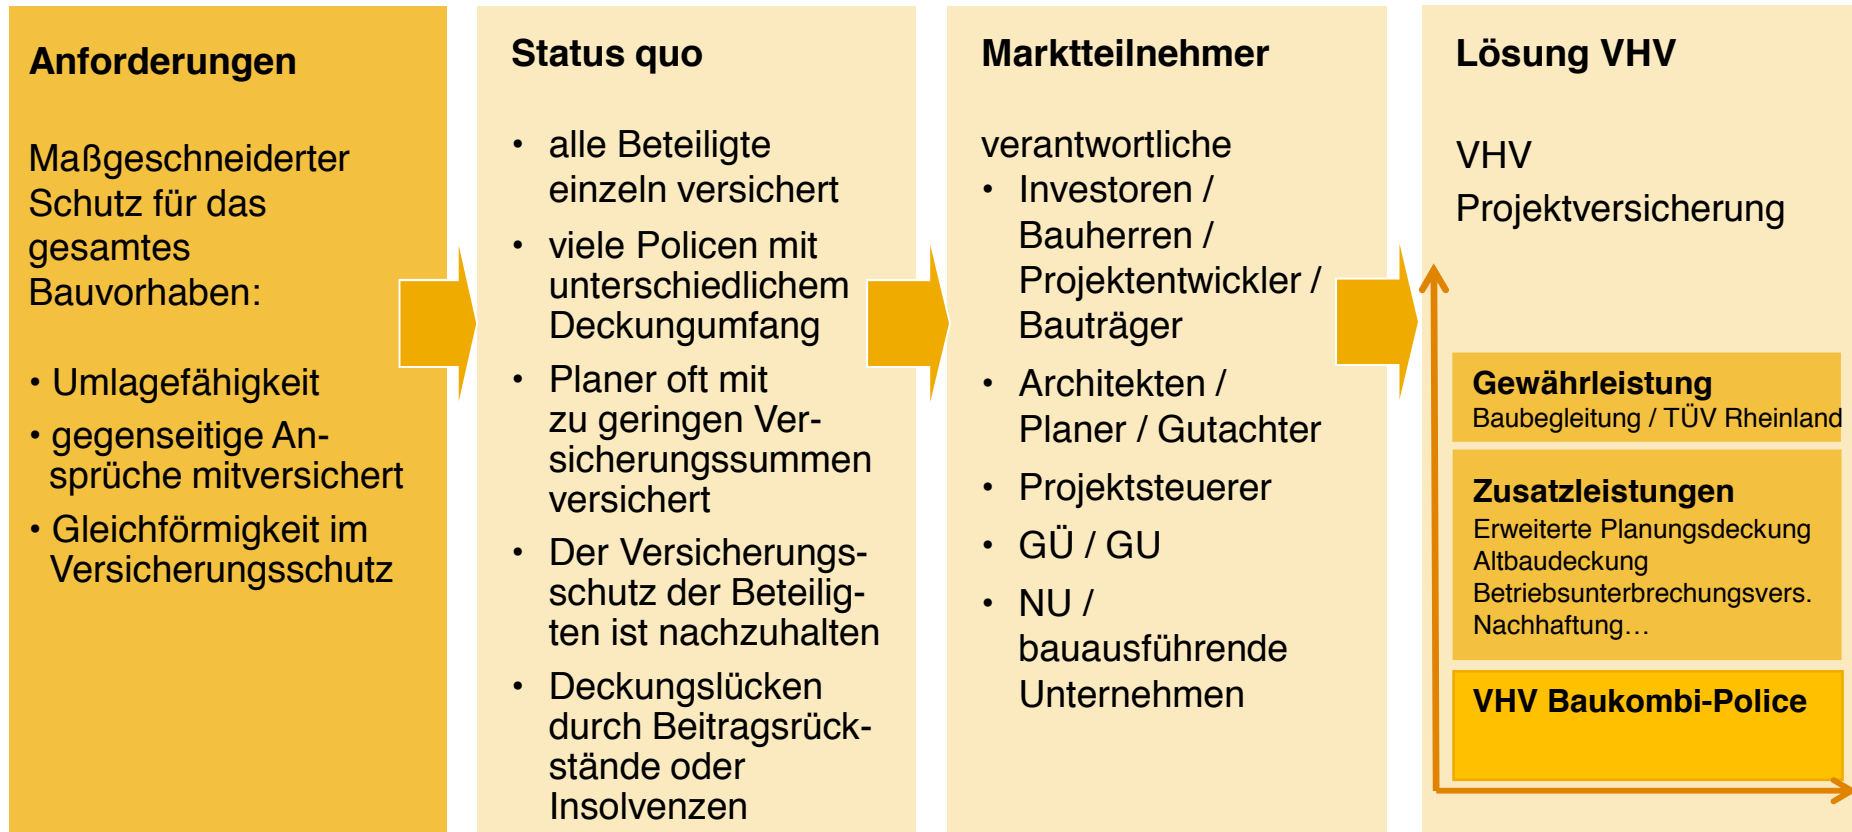 Anforderungen
Maßgeschneiderter
Schutz für das
gesamtes
Bauvorhaben:
• Umlagefähigkeit
• gegenseitige An-
sprüche mitversichert
• Gleichförmigkeit im
Versicherungsschutz
Status quo
• alle Beteiligte
einzeln versichert
• viele Policen mit
unterschiedlichem
Deckungumfang
• Planer oft mit
zu geringen Ver-
sicherungssummen
versichert
• Der Versicherungs-
schutz der Beteilig-
ten ist nachzuhalten
• Deckungslücken
durch Beitragsrück-
stände oder
Insolvenzen
Marktteilnehmer
verantwortliche
• Investoren /
Bauherren /
Projektentwickler /
Bauträger
• Architekten /
Planer / Gutachter
• Projektsteuerer
• GÜ / GU
• NU /
bauausführende
Unternehmen
Lösung VHV
VHV
Projektversicherung
Gewährleistung
Baubegleitung / TÜV Rheinland
Zusatzleistungen
Erweiterte Planungsdeckung
Altbaudeckung
Betriebsunterbrechungsvers.
Nachhaftung…
VHV Baukombi-Police